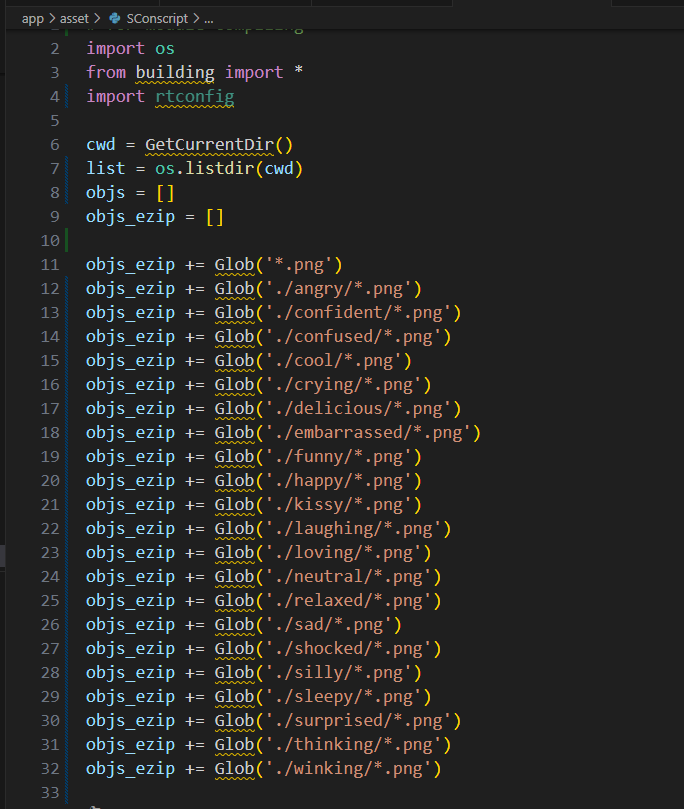 app > asset > SConscript > ...
2 import os
3 from building import *
4 import rtconfig
5
6 cwd = GetCurrentDir()
7 list = os.listdir(cwd)
8 objs = []
9 objs_ezip = []
10
11 objs_ezip += Glob('*.png')
12 objs_ezip += Glob('./angry/*.png')
13 objs_ezip += Glob('./confident/*.png')
14 objs_ezip += Glob('./confused/*.png')
15 objs_ezip += Glob('./cool/*.png')
16 objs_ezip += Glob('./crying/*.png')
17 objs_ezip += Glob('./delicious/*.png')
18 objs_ezip += Glob('./embarrassed/*.png')
19 objs_ezip += Glob('./funny/*.png')
20 objs_ezip += Glob('./happy/*.png')
21 objs_ezip += Glob('./kissy/*.png')
22 objs_ezip += Glob('./laughing/*.png')
23 objs_ezip += Glob('./loving/*.png')
24 objs_ezip += Glob('./neutral/*.png')
25 objs_ezip += Glob('./relaxed/*.png')
26 objs_ezip += Glob('./sad/*.png')
27 objs_ezip += Glob('./shocked/*.png')
28 objs_ezip += Glob('./silly/*.png')
29 objs_ezip += Glob('./sleepy/*.png')
30 objs_ezip += Glob('./surprised/*.png')
31 objs_ezip += Glob('./thinking/*.png')
32 objs_ezip += Glob('./winking/*.png')
33